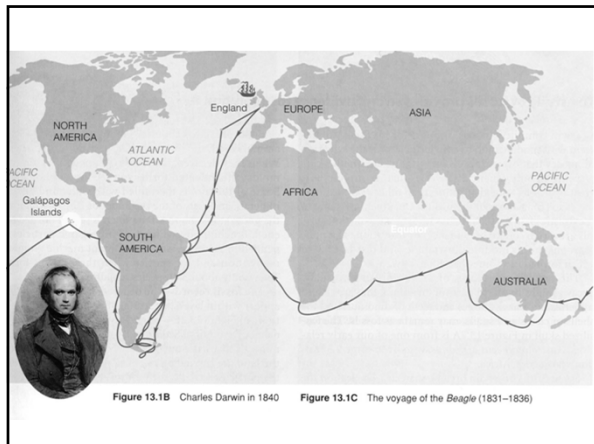 NORTH
AMERICA
ATLANTIC
OCEAN
England
EUROPE
ASIA
ACIFIC
CEAN
Galápagos
Islands
AFRICA
PACIFIC
OCEAN
Equator
SOUTH
AMERICA
AUSTRALIA
Figure 13.1B Charles Darwin in 1840
Figure 13.1C The voyage of the Beagle (1831–1836)